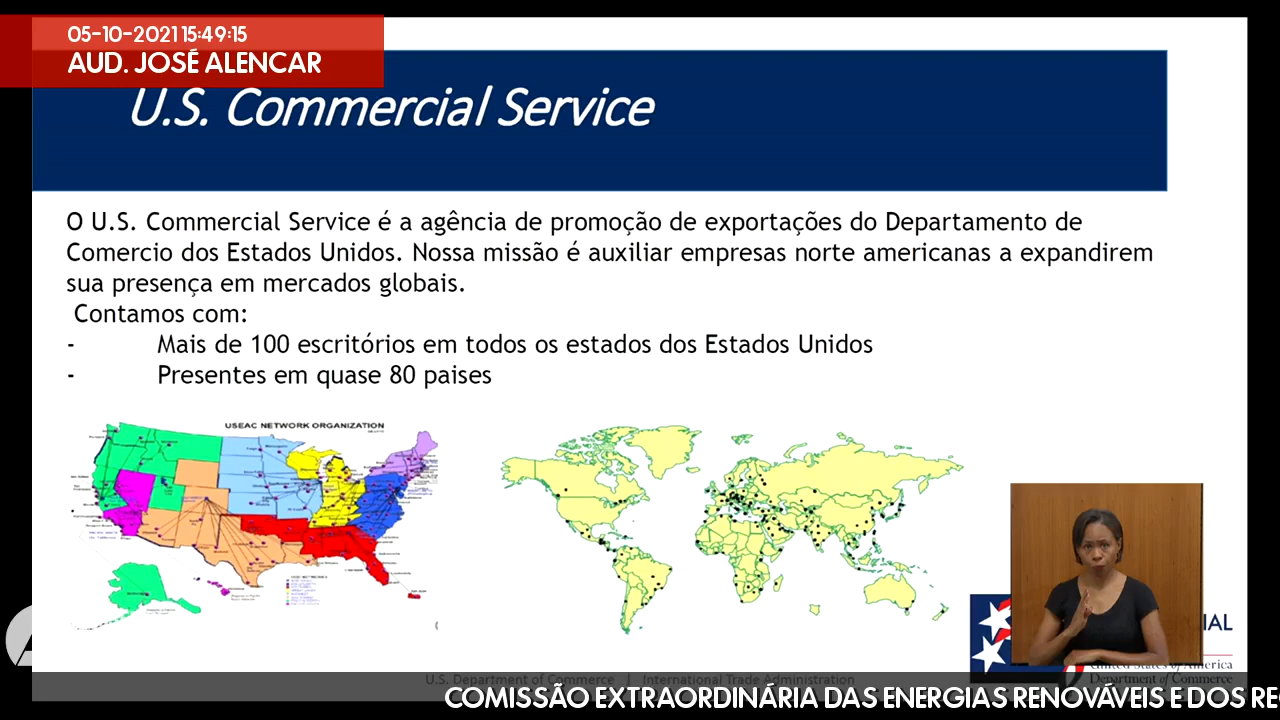 05-10-2021 15:49:15
AUD. JOSÉ ALENCAR
U.S. Commercial Service
O U.S. Commercial Service é a agência de promoção de exportações do Departamento de
Comercio dos Estados Unidos. Nossa missão é auxiliar empresas norte americanas a expandirem
sua presença em mercados globais.
Contamos com:
- Mais de 100 escritórios em todos os estados dos Estados Unidos
- Presentes em quase 80 paises
USEAC NETWORK ORGANIZATION
IAL
United States of America
Department of Commerce
U.S. Department of Commerce | International Trade Administration
COMISSÃO EXTRAORDINÁRIA DAS ENERGIAS RENOVÁVEIS E DOS RE